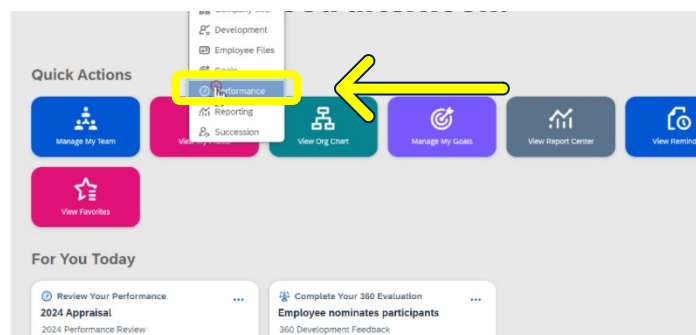 Development
Employee Files
Goals
Quick Actions
Performance
Reporting
Succession
Manage My Team
View Org Chart
Manage My Goals
View Report Center
View Favorites
For You Today
Review Your Performance
2024 Appraisal
2024 Performance Review
Complete Your 360 Evaluation
Employee nominates participants
360 Development Feedback